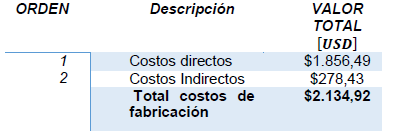 ORDEN Descripción VALOR
TOTAL
[USD]
1 Costos directos $1.856,49
2 Costos Indirectos $278,43
Total costos de $2.134,92
fabricación